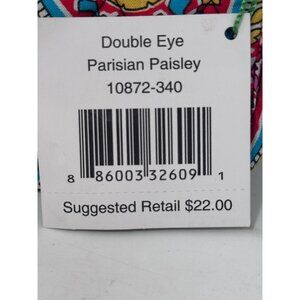 Double Eye
Parisian Paisley
10872-340
8 86003 32609 1
Suggested Retail $22.00